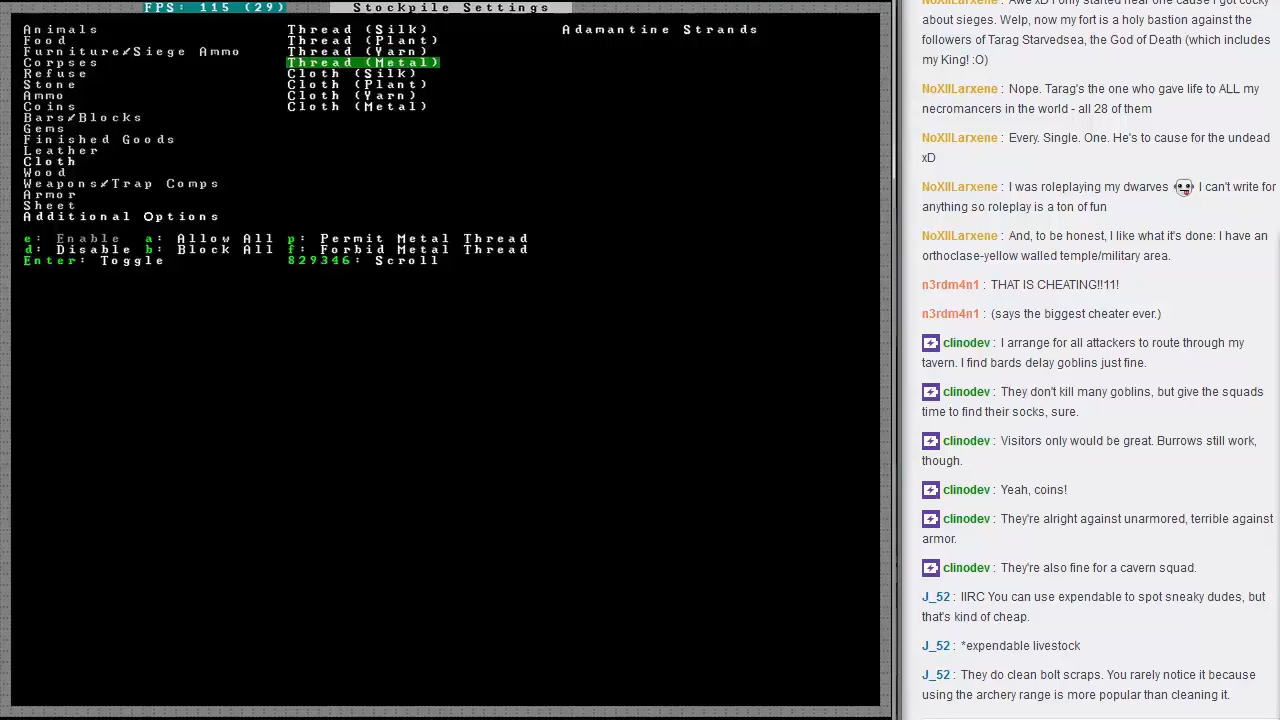 FPS: 115 (29) Stockpile Settings
Animals Thread (Silk) Adamantine Strands
Food Thread (Plant)
Furniture/Siege Ammo Thread (Yarn)
Corpses Thread (Metal)
Refuse Cloth (Silk)
Stone Cloth (Plant)
Ammo Cloth (Yarn)
Coins Cloth (Metal)
Bars/Blocks
Gems
Finished Goods
Leather
Cloth
Wood
Weapons/Trap Comps
Armor
Sheet
Additional Options
e: Enable a: Allow All p: Permit Metal Thread
d: Disable b: Block All f: Forbid Metal Thread
Enter: Toggle 829346: Scroll
about sieges. Welp, now my fort is a holy bastion against the
followers of Tarag Scrvedsea, the God of Death (which includes
my King! :O)
NoXIILarxene : Nope. Tarag's the one who gave life to ALL my
necromancers in the world - all 28 of them
NoXIILarxene : Every. Single. One. He's to cause for the undead
xD
NoXIILarxene : I was roleplaying my dwarves I can't write for
anything so roleplay is a ton of fun
NoXIILarxene : And, to be honest, I like what it's done: I have an
orthoclase-yellow walled temple/military area.
n3rdm4n1 : THAT IS CHEATING!!11!
n3rdm4n1 : (says the biggest cheater ever.)
clinodev : I arrange for all attackers to route through my
tavern. I find bards delay goblins just fine.
clinodev : They don't kill many goblins, but give the squads
time to find their socks, sure.
clinodev : Visitors only would be great. Burrows still work,
though.
clinodev : Yeah, coins!
clinodev : They're alright against unarmored, terrible against
armor.
clinodev : They're also fine for a cavern squad.
J_52 : IIRC You can use expendable to spot sneaky dudes, but
that's kind of cheap.
J_52 : *expendable livestock
J_52 : They do clean bolt scraps. You rarely notice it because
using the archery range is more popular than cleaning it.